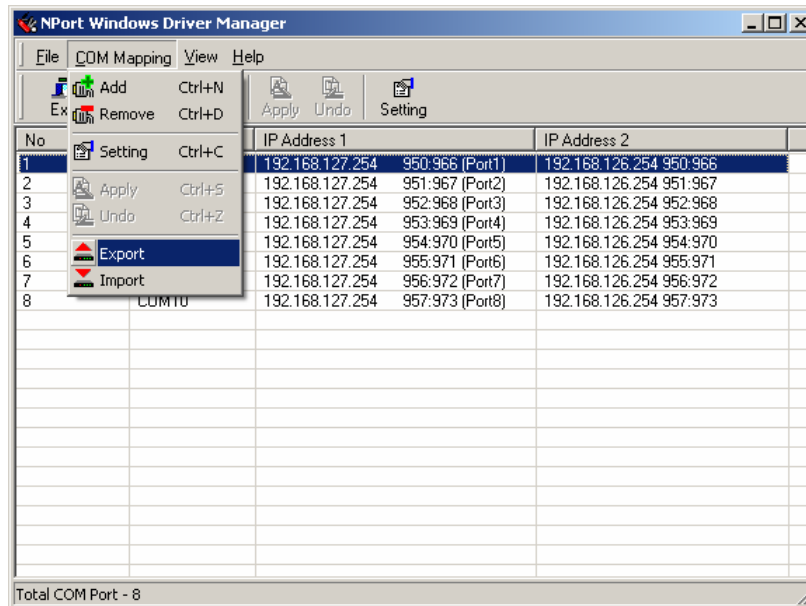 NPort Windows Driver Manager
File COM Mapping View Help
Add Ctrl+N
Remove Ctrl+D
Setting Ctrl+C
Apply Ctrl+S
Undo Ctrl+Z
Export
Import
Ex Apply Undo Setting
No IP Address 1 IP Address 2
1 192.168.127.254 950:966 (Port1) 192.168.126.254 950:966
2 192.168.127.254 951:967 (Port2) 192.168.126.254 951:967
3 192.168.127.254 952:968 (Port3) 192.168.126.254 952:968
4 192.168.127.254 953:969 (Port4) 192.168.126.254 953:969
5 192.168.127.254 954:970 (Port5) 192.168.126.254 954:970
6 192.168.127.254 955:971 (Port6) 192.168.126.254 955:971
7 192.168.127.254 956:972 (Port7) 192.168.126.254 956:972
8 COM10 192.168.127.254 957:973 (Port8) 192.168.126.254 957:973
Total COM Port - 8